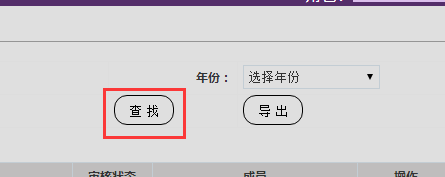 年份： 选择年份
查 找 导 出
审核状态 成员 操作